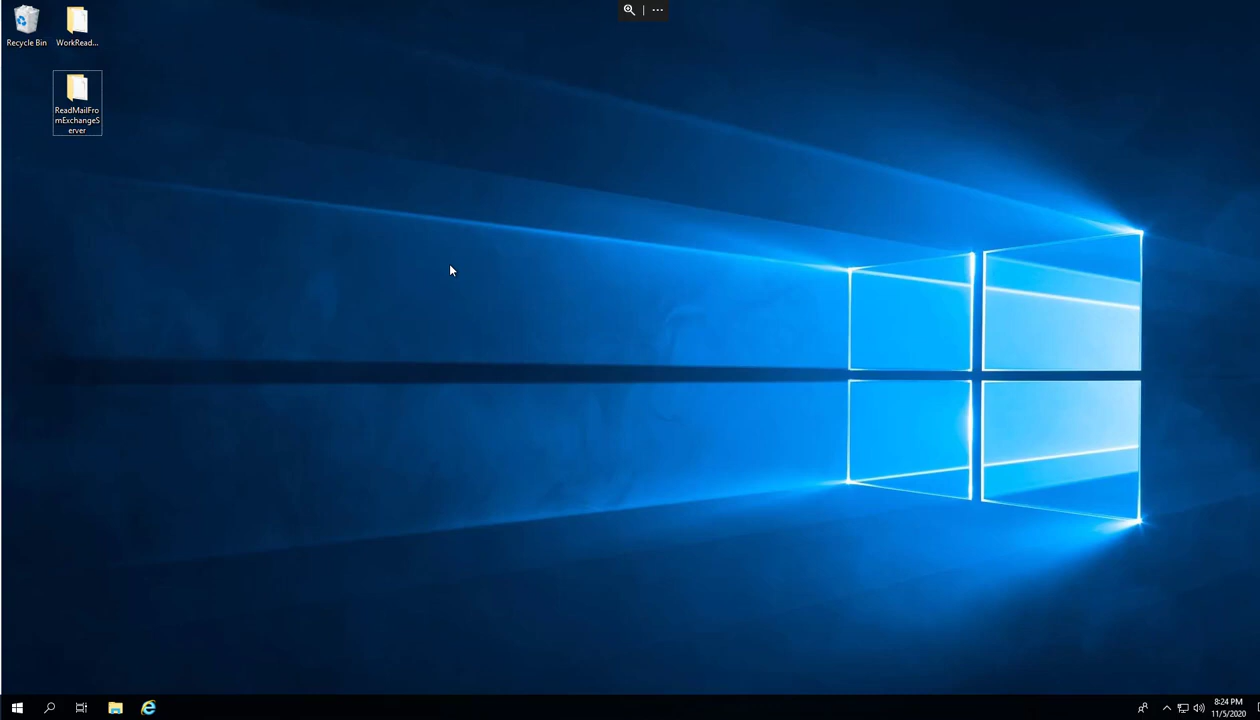 Recycle Bin
WorkRead...
ReadMailFro
mExchangeS
erver
8:24 PM
11/5/2020